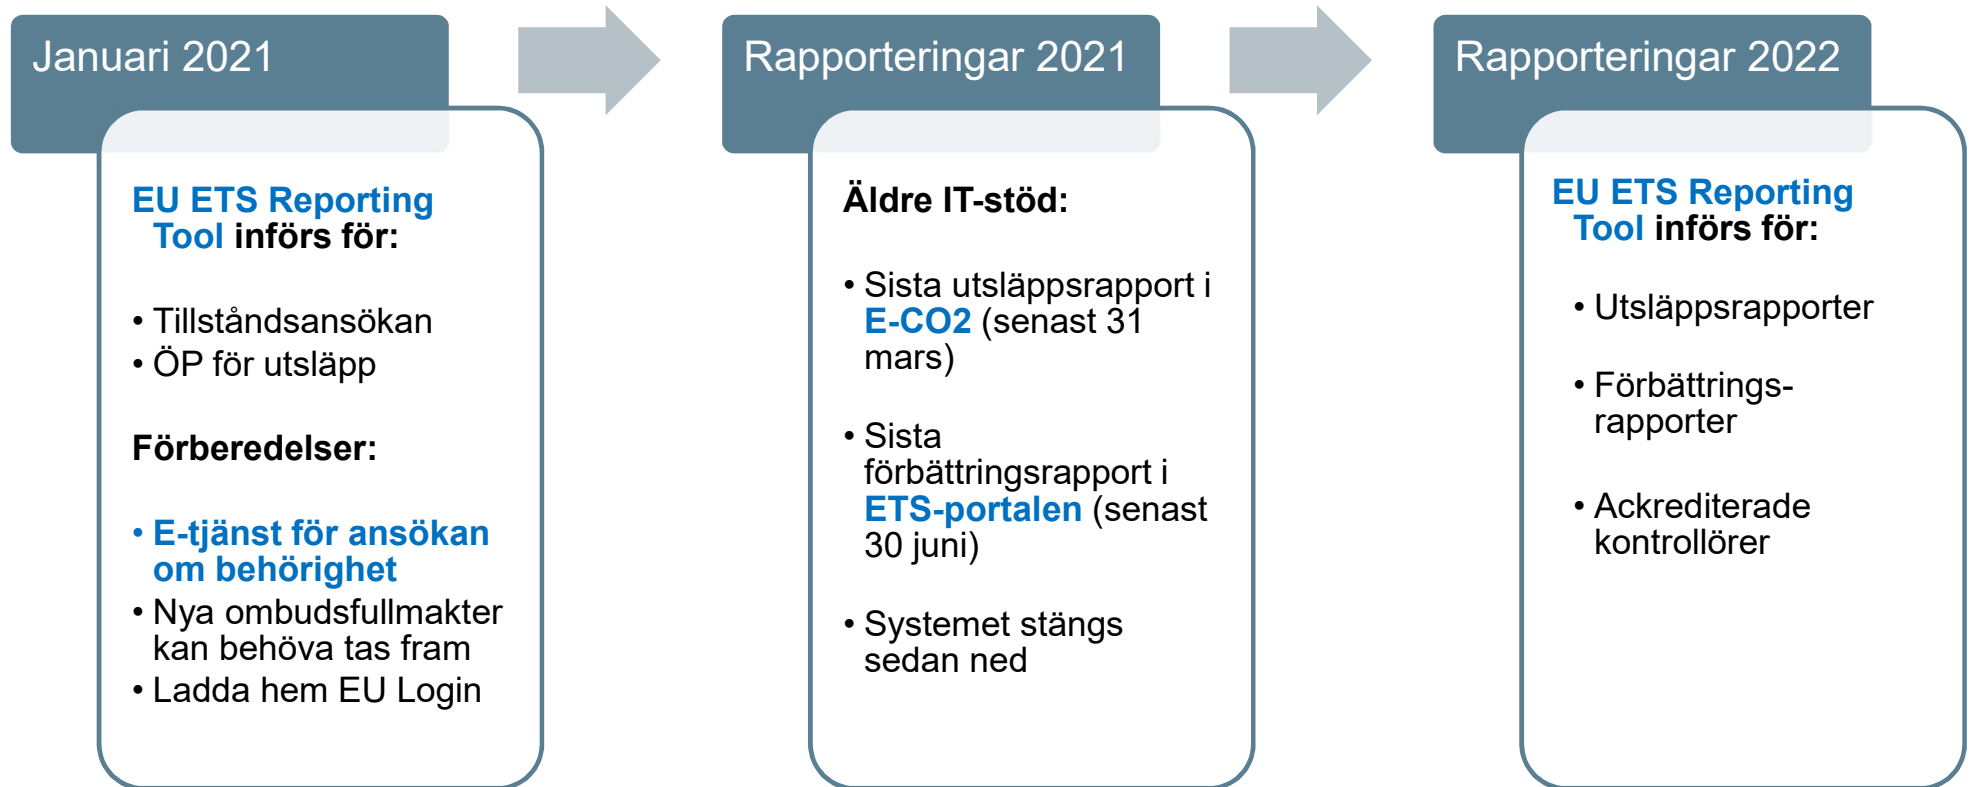 Januari 2021
EU ETS Reporting
Tool införs för:
• Tillståndsansökan
• ÖP för utsläpp
Förberedelser:
• E-tjänst för ansökan
om behörighet
• Nya ombudsfullmakter
kan behöva tas fram
• Ladda hem EU Login
Rapporteringar 2021
Äldre IT-stöd:
• Sista utsläppsrapport i
E-CO2 (senast 31
mars)
• Sista
förbättringsrapport i
ETS-portalen (senast
30 juni)
• Systemet stängs
sedan ned
Rapporteringar 2022
EU ETS Reporting
Tool införs för:
• Utsläppsrapporter
• Förbättrings-
rapporter
• Ackrediterade
kontrollörer